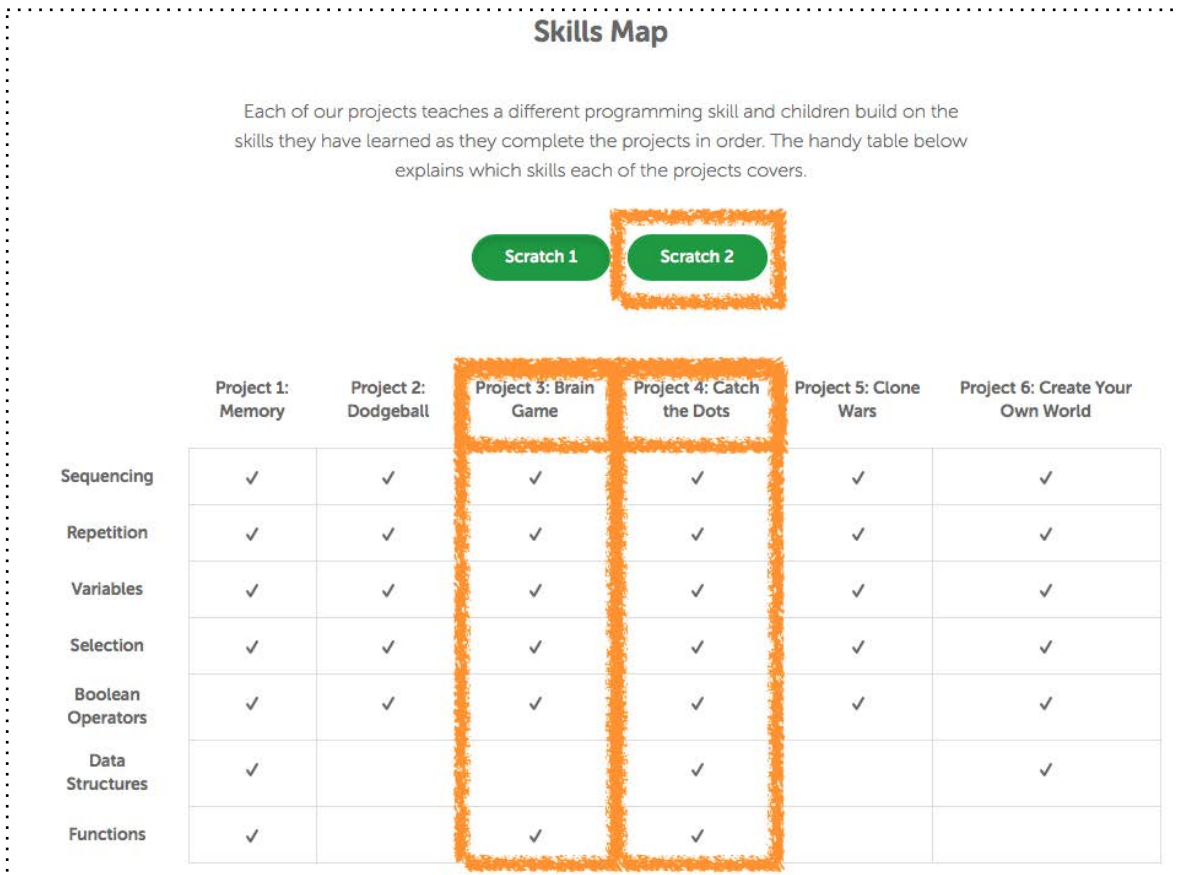 Skills Map
Each of our projects teaches a different programming skill and children build on the
skills they have learned as they complete the projects in order. The handy table below
explains which skills each of the projects covers.
Scratch 1 Scratch 2
Project 1: Project 2: Project 3: Brain Project 4: Catch Project 5: Clone Project 6: Create Your
Memory Dodgeball Game the Dots Wars Own World
Sequencing ✓ ✓ ✓ ✓ ✓ ✓
Repetition ✓ ✓ ✓ ✓ ✓ ✓
Variables ✓ ✓ ✓ ✓ ✓ ✓
Selection ✓ ✓ ✓ ✓ ✓ ✓
Boolean
Operators ✓ ✓ ✓ ✓ ✓ ✓
Data
Structures ✓ ✓ ✓
Functions ✓ ✓ ✓